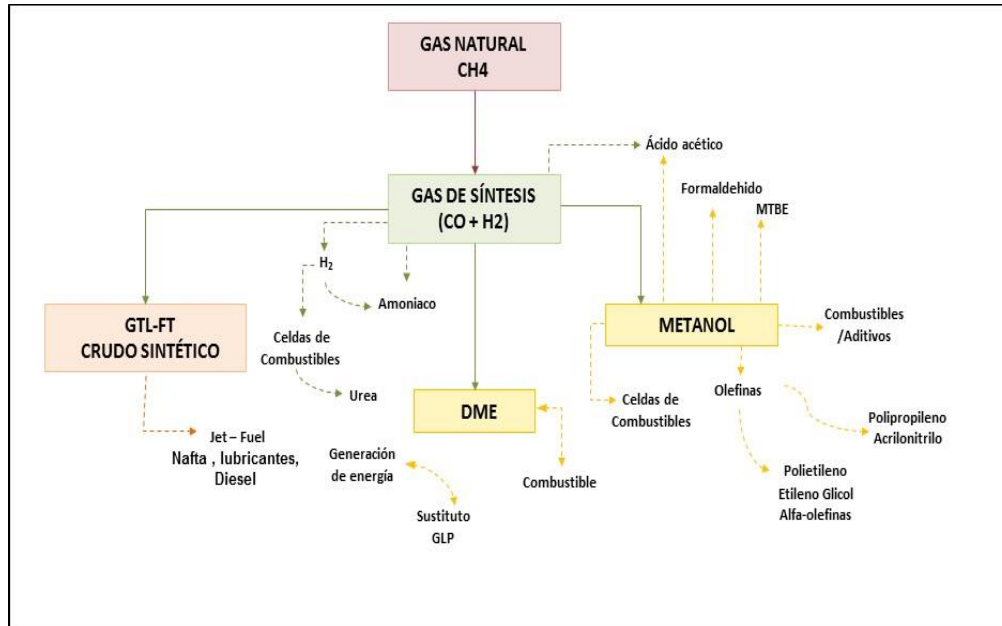 GAS NATURAL
CH4
Ácido acético
GAS DE SÍNTESIS
(CO + H2)
Formaldehido
MTBE
H2
Amoniaco
GTL-FT
CRUDO SINTÉTICO
Celdas de
Combustibles
Urea
METANOL
Combustibles
/Aditivos
DME
Celdas de
Combustibles
Olefinas
Polipropileno
Acrilonitrilo
Jet – Fuel
Nafta , lubricantes,
Diesel
Generación
de energía
Sustituto
GLP
Combustible
Polietileno
Etileno Glicol
Alfa-olefinas